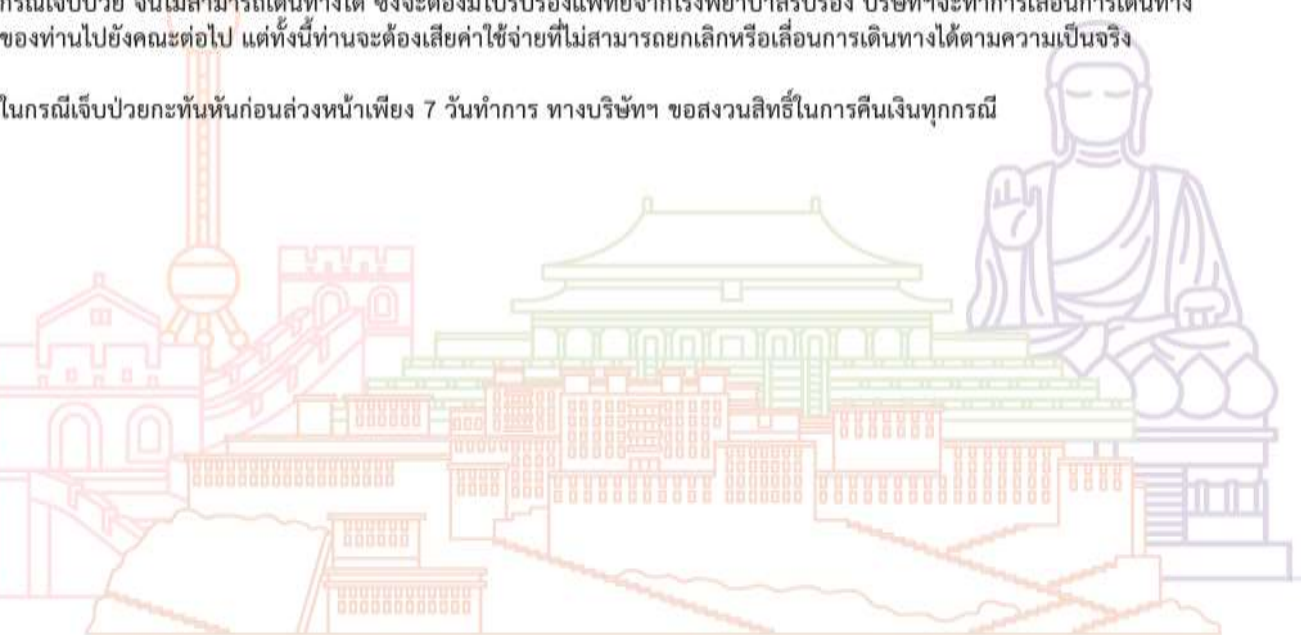 กรณีเจ็บป่วย จนไม่สามารถเดินทางได้ ซึ่งจะต้องมีใบรับรองแพทย์จากโรงพยาบาลรับรอง บริษัทฯจะทำการเลื่อนการเดินทาง
ของท่านไปยังคณะต่อไป แต่ทั้งนี้ท่านจะต้องเสียค่าใช้จ่ายที่ไม่สามารถยกเลิกหรือเลื่อนการเดินทางได้ตามความเป็นจริง
ในกรณีเจ็บป่วยกะทันหันก่อนล่วงหน้าเพียง 7 วันทำการ ทางบริษัทฯ ขอสงวนสิทธิ์ในการคืนเงินทุกกรณี